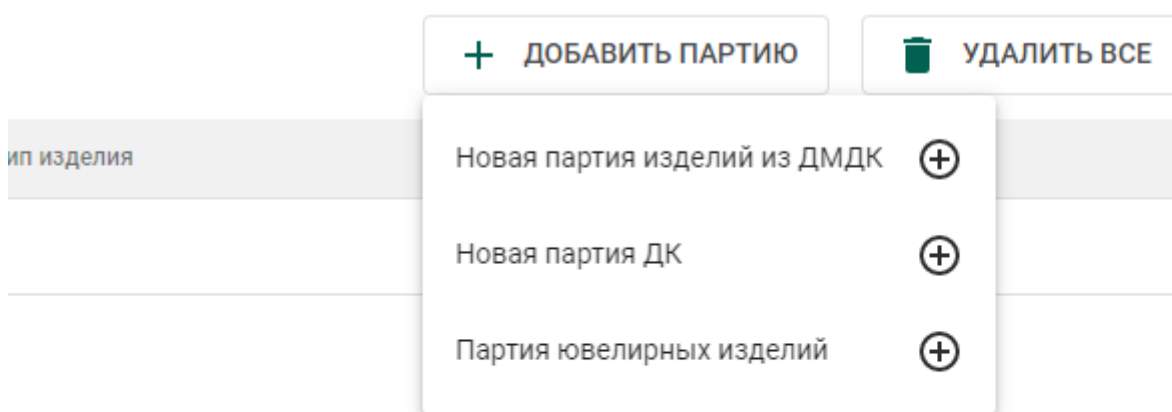 ДОБАВИТЬ ПАРТИЮ УДАЛИТЬ ВСЕ
ип изделия
Новая партия изделий из ДМДК
Новая партия ДК
Партия ювелирных изделий